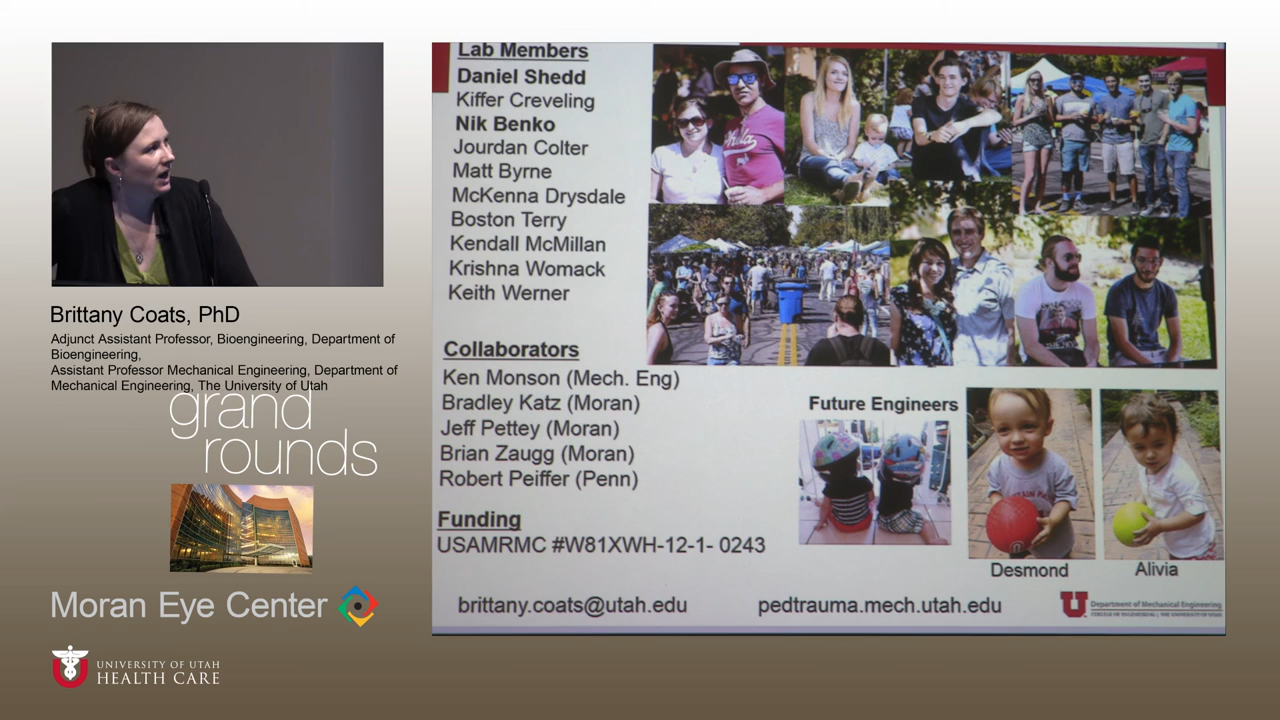 Brittany Coats, PhD
Adjunct Assistant Professor, Bioengineering, Department of
Bioengineering,
Assistant Professor Mechanical Engineering, Department of
Mechanical Engineering, The University of Utah
grand
rounds
Moran Eye Center
UNIVERSITY OF UTAH
HEALTH CARE
Lab Members
Daniel Shedd
Kiffer Creveling
Nik Benko
Jourdan Colter
Matt Byrne
McKenna Drysdale
Boston Terry
Kendall McMillan
Krishna Womack
Keith Werner
Collaborators
Ken Monson (Mech. Eng)
Bradley Katz (Moran)
Jeff Pettey (Moran)
Brian Zaugg (Moran)
Robert Peiffer (Penn)
Funding
USAMRMC #W81XWH-12-1- 0243
Future Engineers
Desmond
Alivia
brittany.coats@utah.edu
pedtrauma.mech.utah.edu
U
Department of Mechanical Engineering